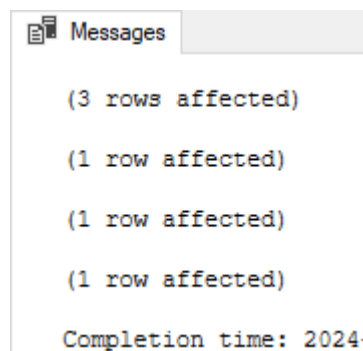 Messages
(3 rows affected)
(1 row affected)
(1 row affected)
(1 row affected)
Completion time: 2024-